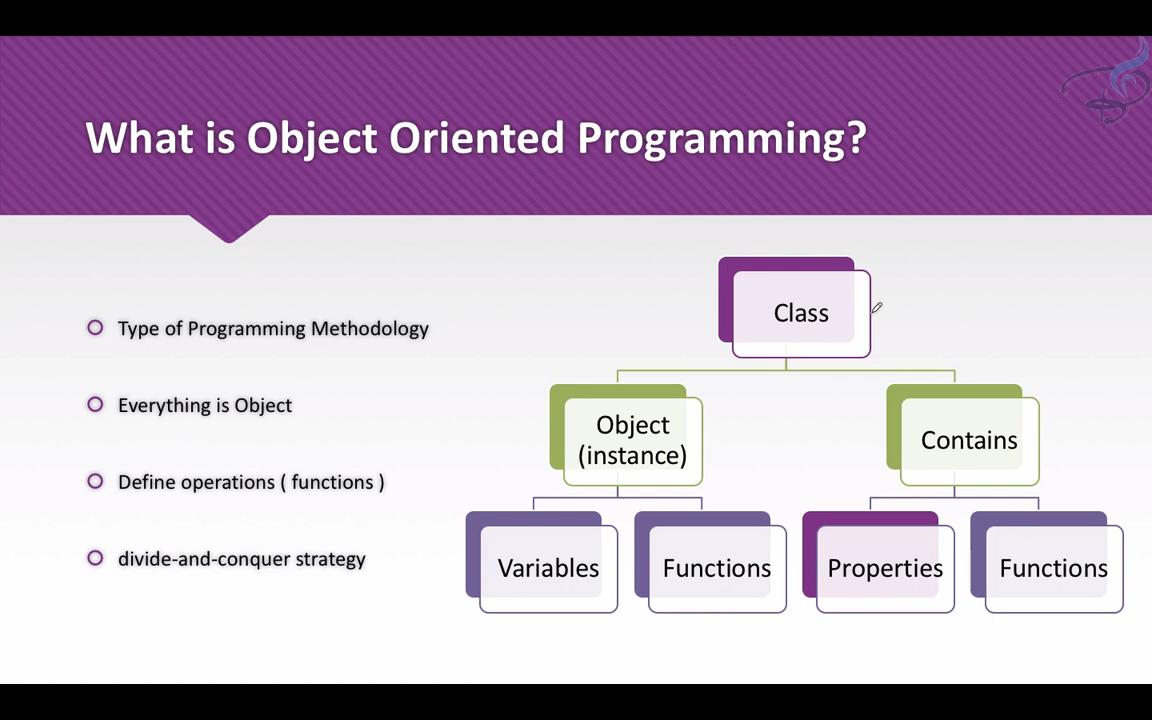 What is Object Oriented Programming?
Type of Programming Methodology
Everything is Object
Define operations ( functions )
divide-and-conquer strategy
Class
Object
(instance)
Contains
Variables
Functions
Properties
Functions